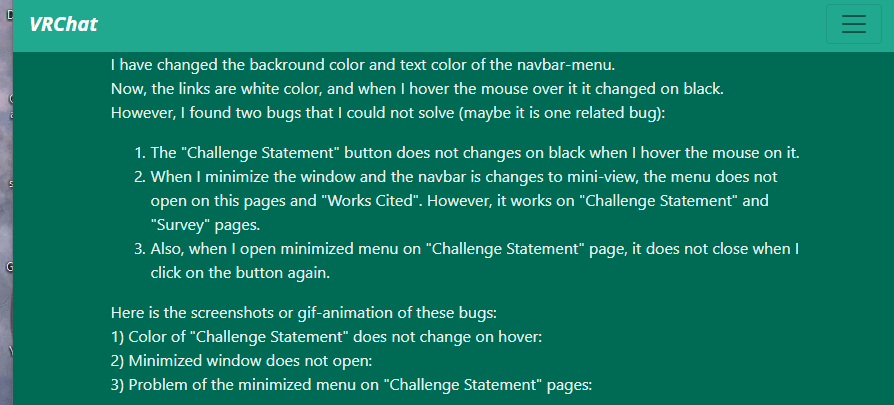 VRChat
I have changed the backround color and text color of the navbar-menu.
Now, the links are white color, and when I hover the mouse over it it changed on black.
However, I found two bugs that I could not solve (maybe it is one related bug):
1. The "Challenge Statement" button does not changes on black when I hover the mouse on it.
2. When I minimize the window and the navbar is changes to mini-view, the menu does not
open on this pages and "Works Cited". However, it works on "Challenge Statement" and
"Survey" pages.
3. Also, when I open minimized menu on "Challenge Statement" page, it does not close when I
click on the button again.
Here is the screenshots or gif-animation of these bugs:
1) Color of "Challenge Statement" does not change on hover:
2) Minimized window does not open:
3) Problem of the minimized menu on "Challenge Statement" pages: